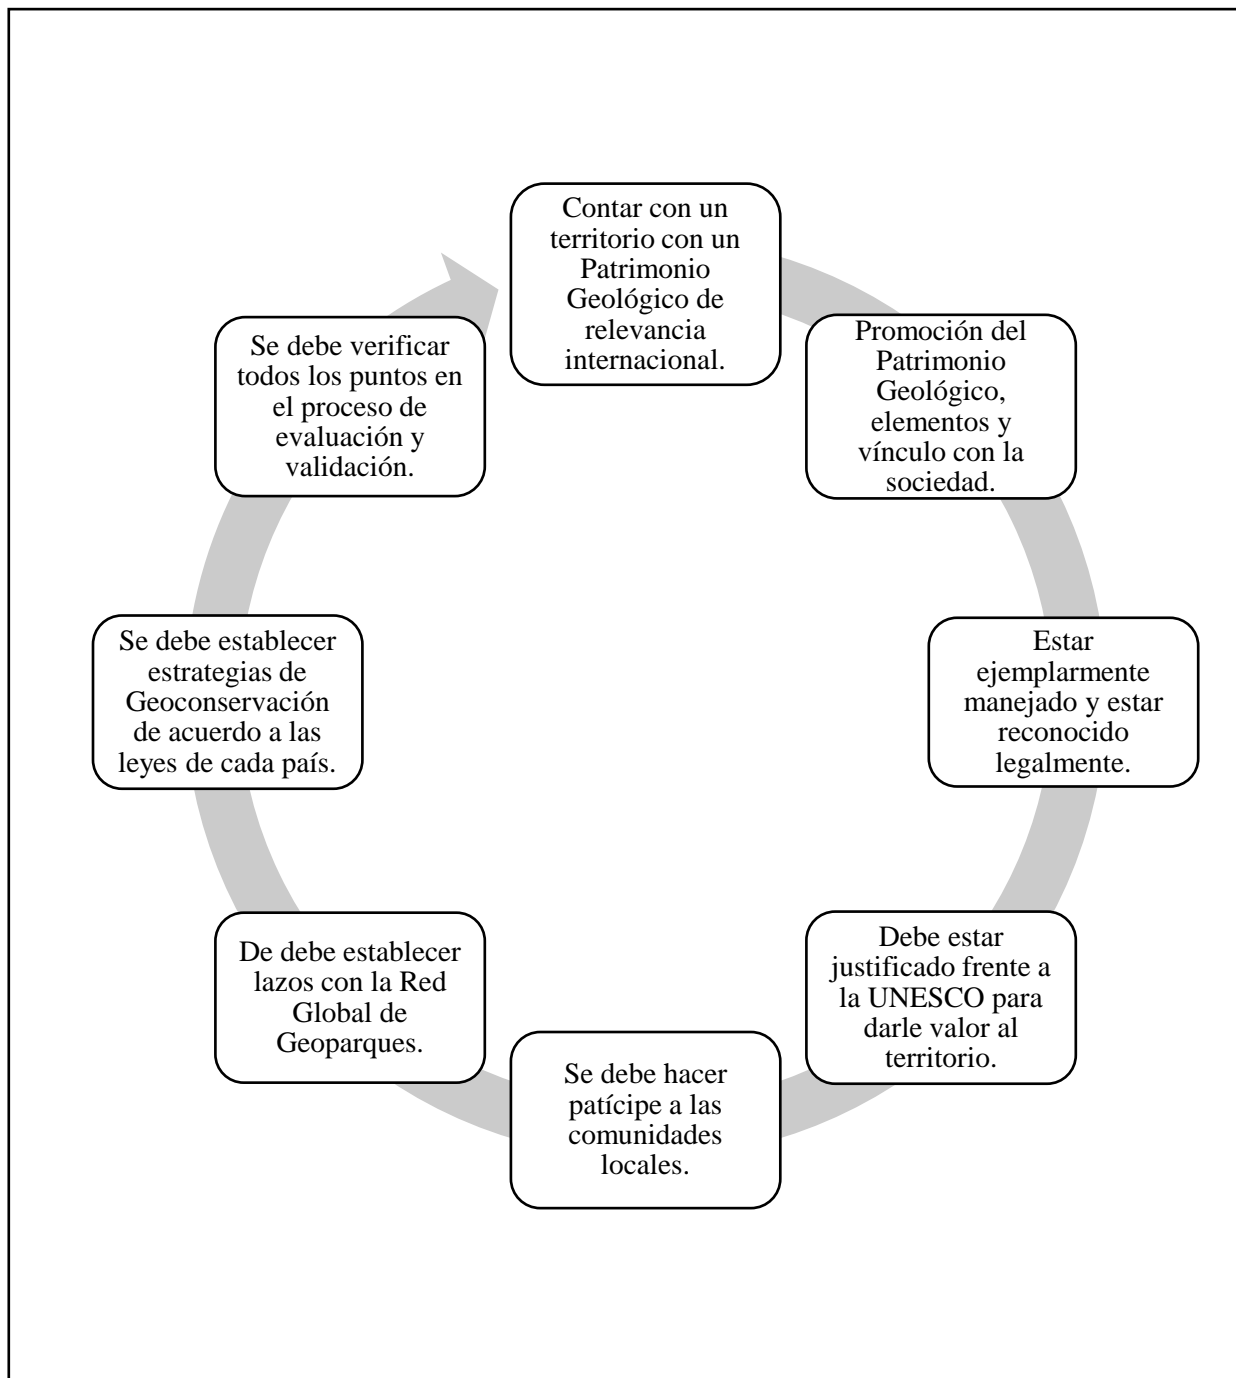 Contar con un
territorio con un
Patrimonio
Geológico de
relevancia
internacional.
Promoción del
Patrimonio
Geológico,
elementos y
vínculo con la
sociedad.
Estar
ejemplarmente
manejado y estar
reconocido
legalmente.
Debe estar
justificado frente a
la UNESCO para
darle valor al
territorio.
Se debe hacer
patícipe a las
comunidades
locales.
De debe establecer
lazos con la Red
Global de
Geoparques.
Se debe establecer
estrategias de
Geoconservación
de acuerdo a las
leyes de cada país.
Se debe verificar
todos los puntos en
el proceso de
evaluación y
validación.